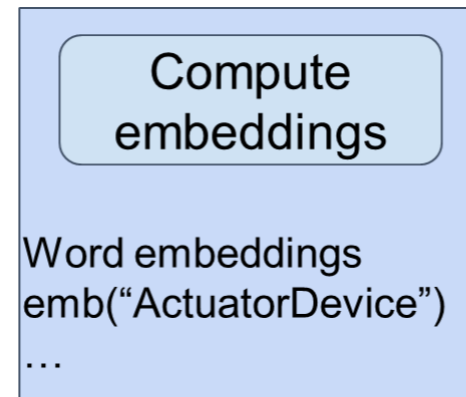 Compute
embeddings
Word embeddings
emb(“ActuatorDevice”)
…